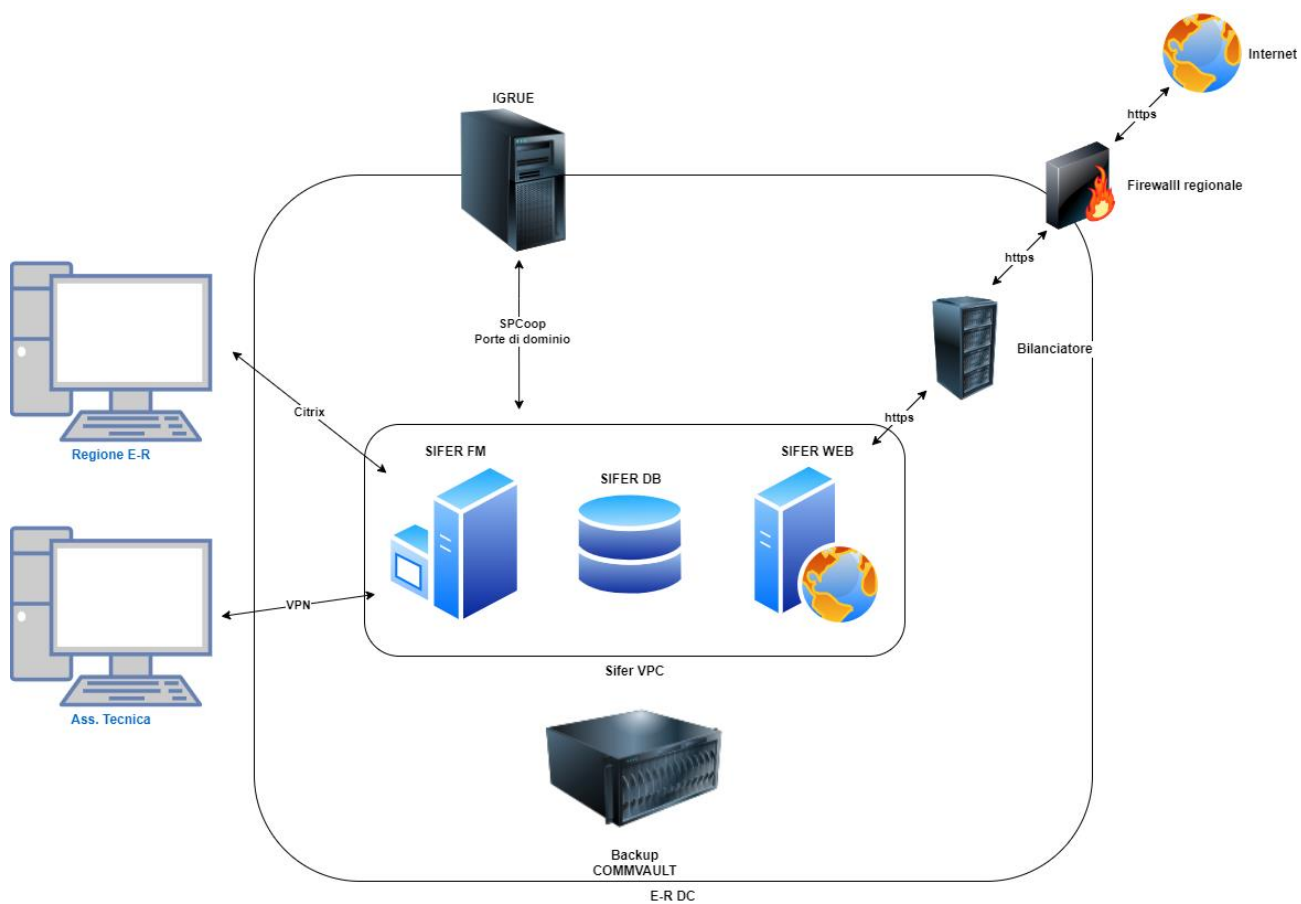 Internet
IGRUE
https
Firewalll regionale
https
SPCoop
Porte di dominio
Bilanciatore
Citrix
https
Regione E-R
SIFER FM
SIFER WEB
SIFER DB
VPN
Sifer VPC
Ass. Tecnica
Backup
COMMVAULT
E-R DC